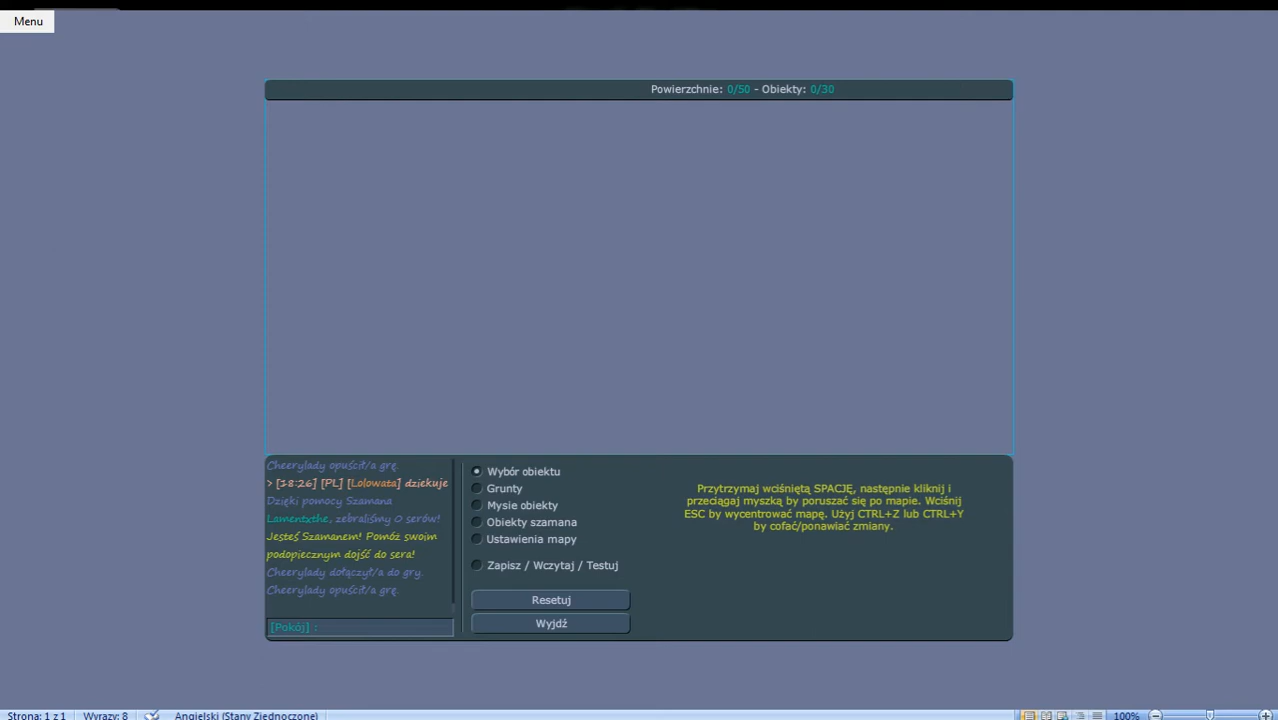 Menu
Powierzchnie: 0/50 - Obiekty: 0/30
Cheerylady opuścił/a grę.
> [18:26] [PL] [Lolowata] dziekuje
Dzięki pomocy Szamana
Lamentxthe, zebraliśmy 0 serów!
Jesteś Szamanem! Pomóż swoim
podopiecznym dojść do sera!
Cheerylady dołączył/a do gry.
Cheerylady opuścił/a grę.
[Pokój] :
Wybór obiektu
Grunty
Mysie obiekty
Obiekty szamana
Ustawienia mapy
Zapisz / Wczytaj / Testuj
Resetuj
Wyjdź
Przytrzymaj wciśniętą SPACJĘ, następnie kliknij i
przeciągaj myszką by poruszać się po mapie. Wciśnij
ESC by wycentrować mapę. Użyj CTRL+Z lub CTRL+Y
by cofać/ponawiać zmiany.
Strona: 1 z 1
Wyrazy: 8
Angielski (Stany Zjednoczone)
100%